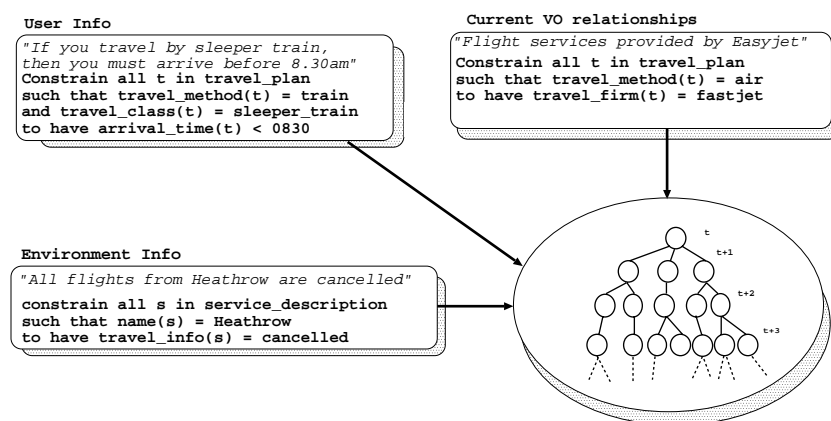 User Info
"If you travel by sleeper train,
then you must arrive before 8.30am"
Constrain all t in travel_plan
such that travel_method(t) = train
and travel_class(t) = sleeper_train
to have arrival_time(t) < 0830
Current VO relationships
"Flight services provided by Easyjet"
Constrain all t in travel_plan
such that travel_method(t) = air
to have travel_firm(t) = fastjet
Environment Info
"All flights from Heathrow are cancelled"
constrain all s in service_description
such that name(s) = Heathrow
to have travel_info(s) = cancelled
t
t+1
t+2
t+3